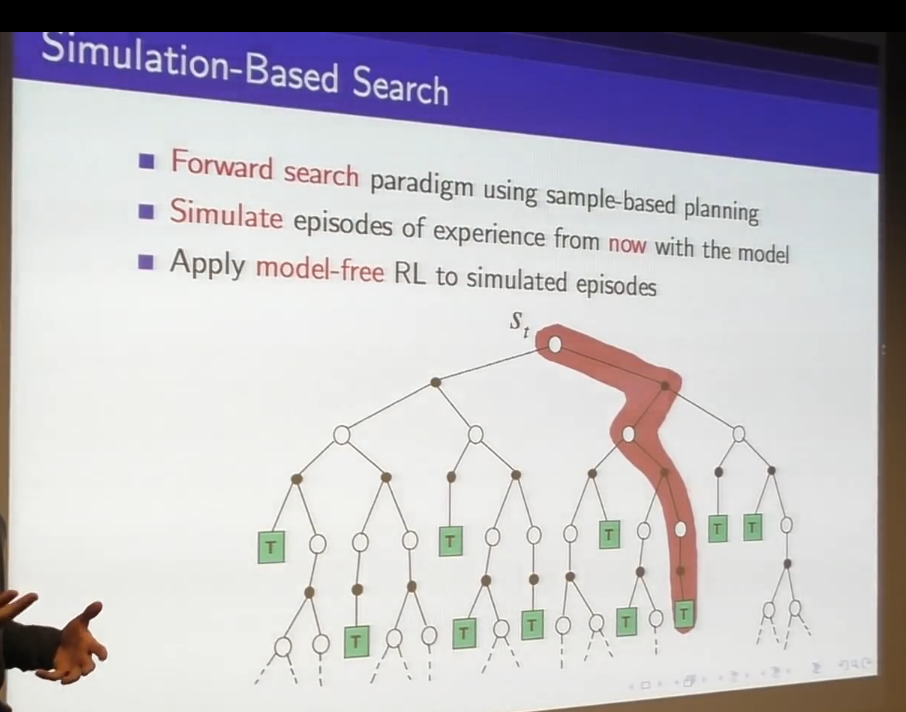 Simulation-Based Search
Forward search paradigm using sample-based planning
Simulate episodes of experience from now with the model
Apply model-free RL to simulated episodes
S_t
T T T T T
T
T T T T T